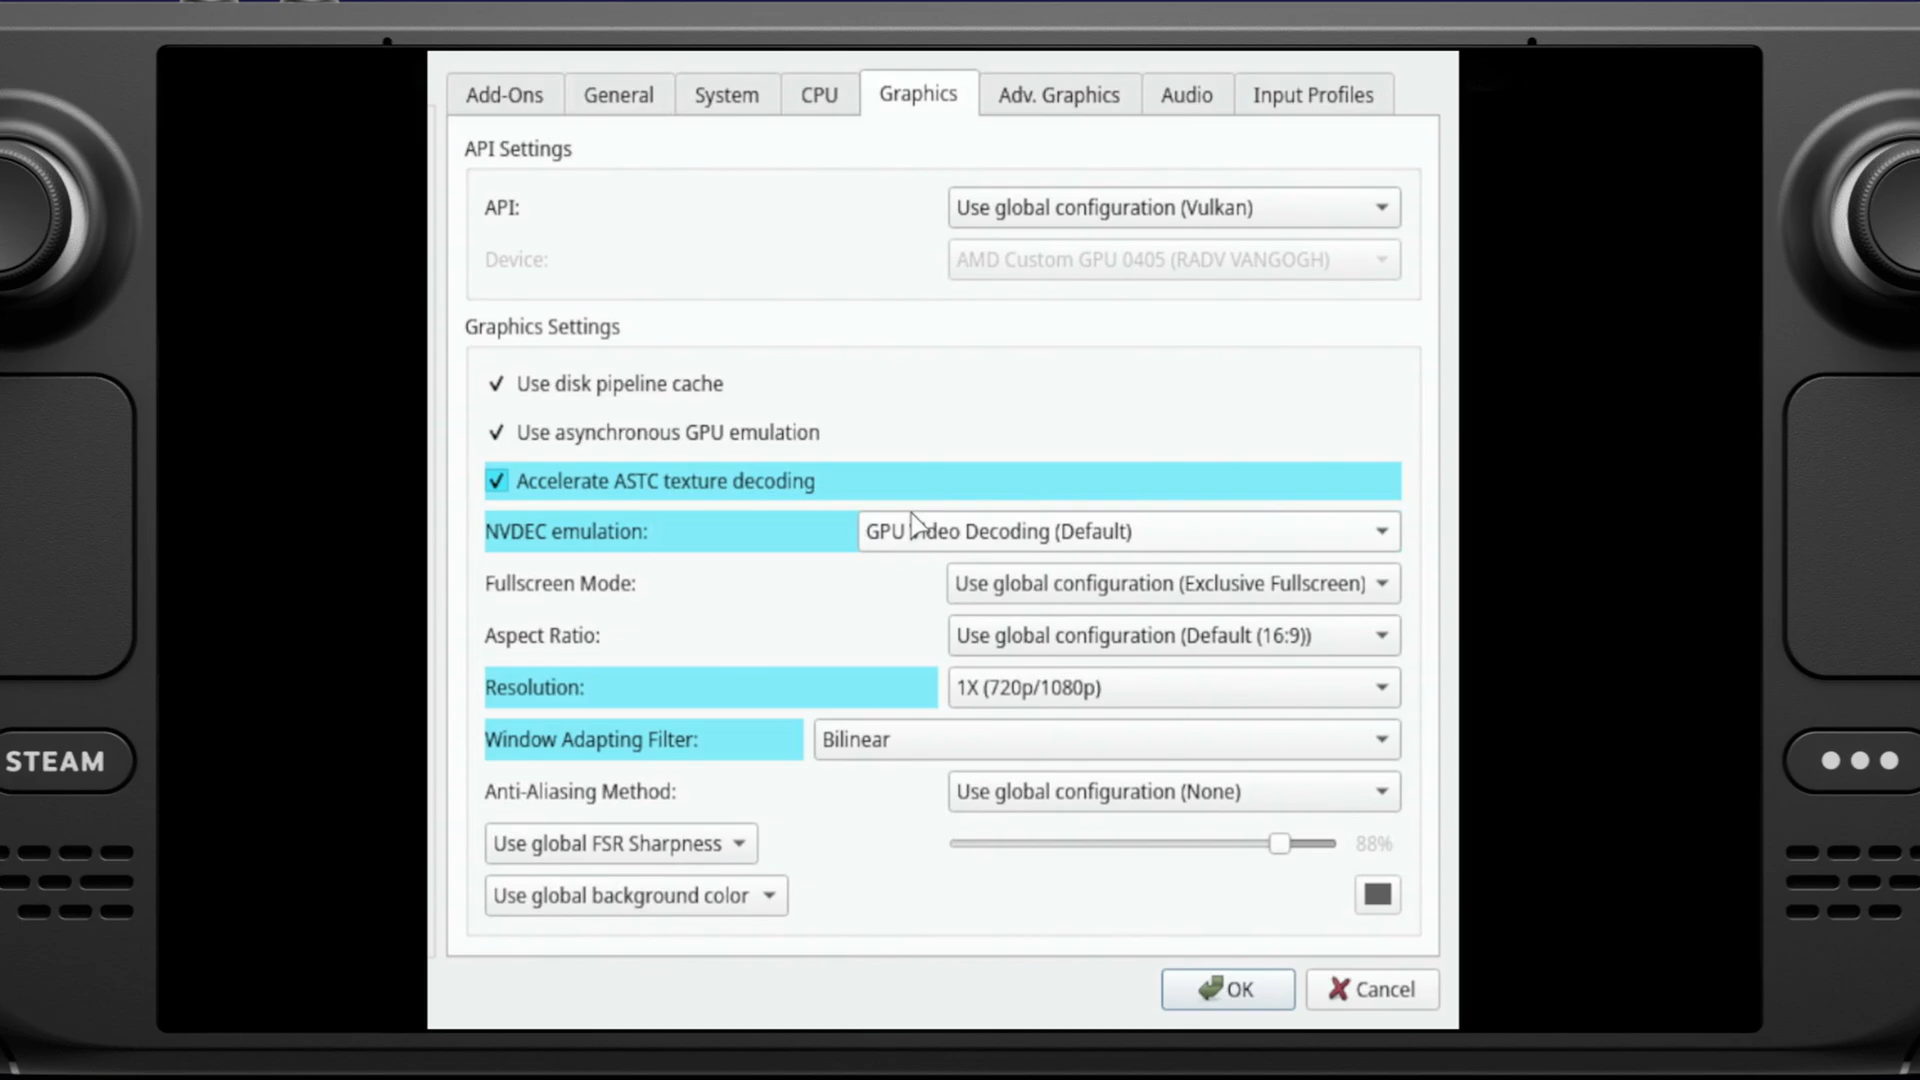 Add-Ons General System CPU Graphics Adv. Graphics Audio Input Profiles
API Settings
API: Use global configuration (Vulkan)
Device: AMD Custom GPU 0405 (RADV VANGOGH)
Graphics Settings
Use disk pipeline cache
Use asynchronous GPU emulation
Accelerate ASTC texture decoding
NVDEC emulation: GPU Video Decoding (Default)
Fullscreen Mode: Use global configuration (Exclusive Fullscreen)
Aspect Ratio: Use global configuration (Default (16:9))
Resolution: 1X (720p/1080p)
Window Adapting Filter: Bilinear
STEAM
Anti-Aliasing Method: Use global configuration (None)
Use global FSR Sharpness 88%
Use global background color
OK Cancel